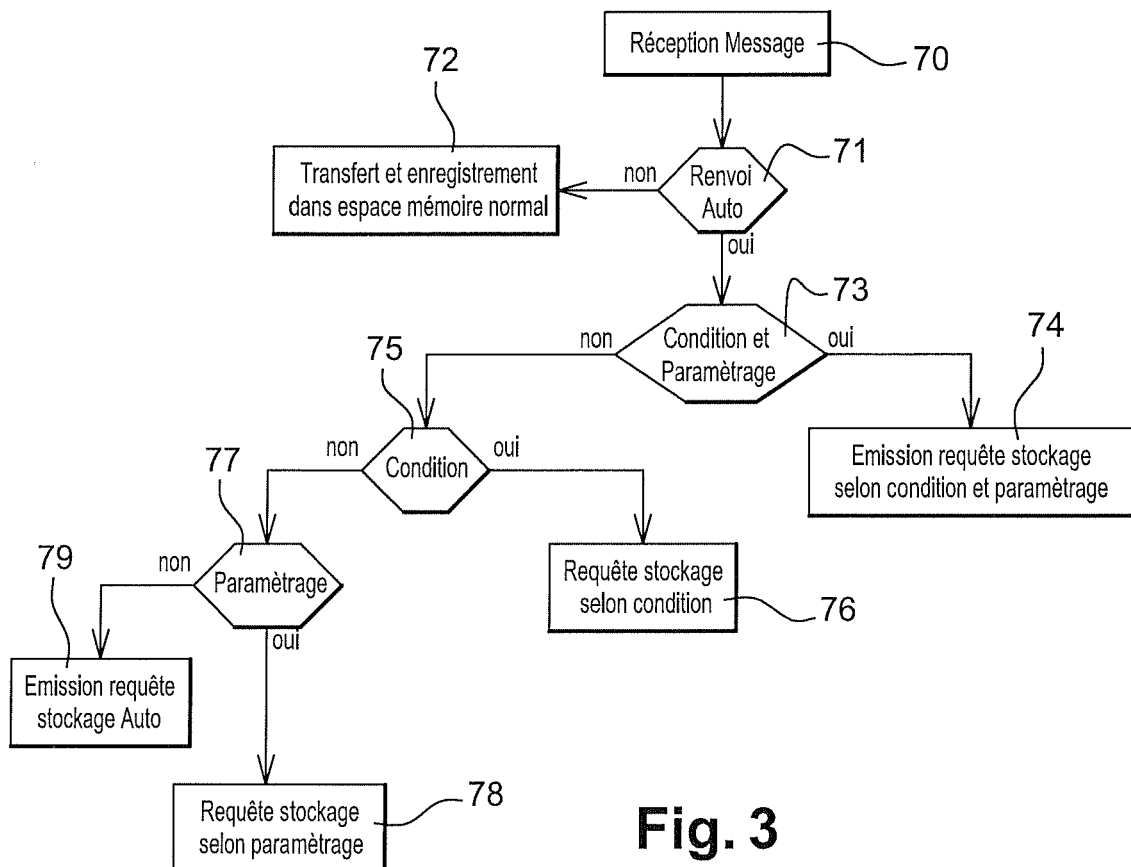 Réception Message
70
72
71
Transfert et enregistrement
dans espace mémoire normal
non
Renvoi
Auto
oui
73
non
Condition et
Paramètrage
oui
74
75
non
Condition
oui
Emission requête stockage
selon condition et paramètrage
77
79
non
Paramètrage
oui
Requête stockage
selon condition
76
Emission requête
stockage Auto
Requête stockage
selon paramètrage
78
Fig. 3